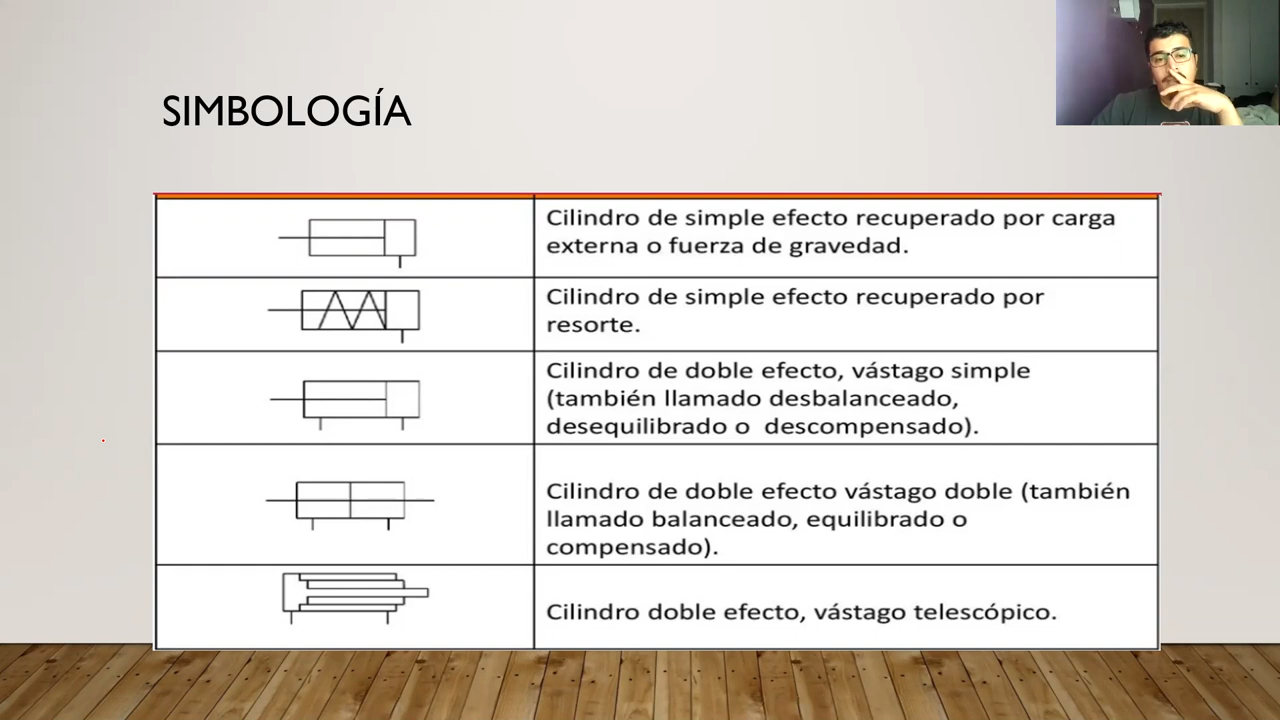 SIMBOLOGÍA
Cilindro de simple efecto recuperado por carga
externa o fuerza de gravedad.
Cilindro de simple efecto recuperado por
resorte.
Cilindro de doble efecto, vástago simple
(también llamado desbalanceado,
desequilibrado o  descompensado).
Cilindro de doble efecto vástago doble (también
llamado balanceado, equilibrado o
compensado).
Cilindro doble efecto, vástago telescópico.